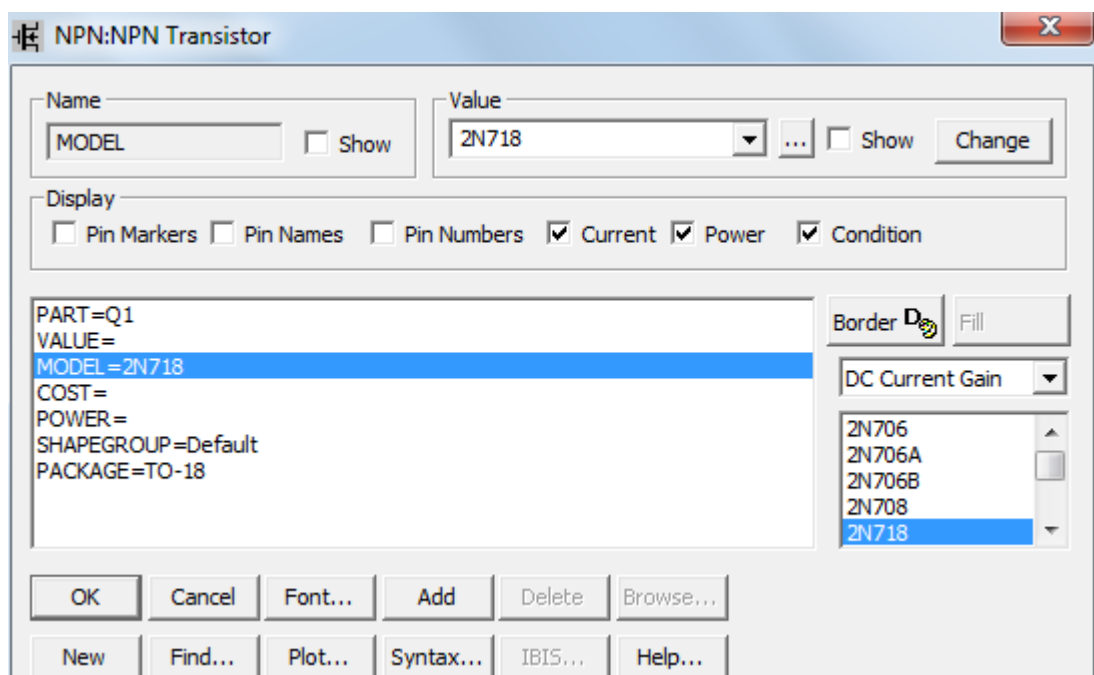 NPN:NPN Transistor
Name
MODEL
Show
Value
2N718
...
Show
Change
Display
Pin Markers Pin Names Pin Numbers Current Power Condition
PART=Q1
VALUE=
MODEL=2N718
COST=
POWER=
SHAPEGROUP=Default
PACKAGE=TO-18
Border D
Fill
DC Current Gain
2N706
2N706A
2N706B
2N708
2N718
OK Cancel Font... Add Delete Browse...
New Find... Plot... Syntax... IBIS... Help...